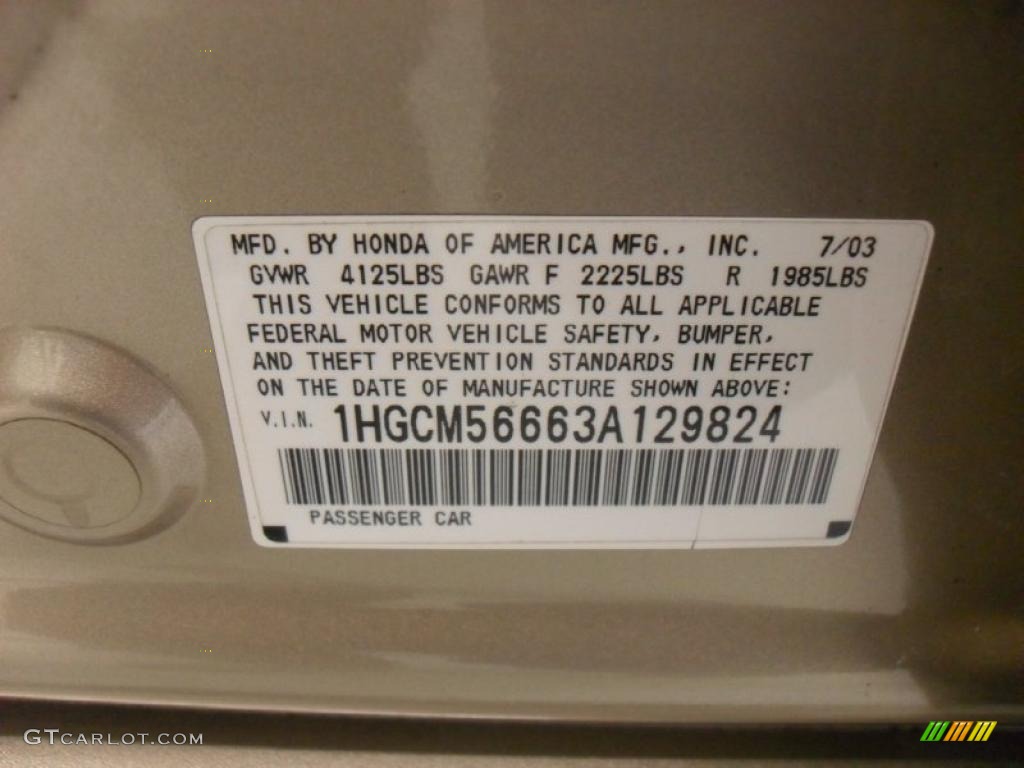 MFD. BY HONDA OF AMERICA MFG., INC. 7/03
GVWR 4125LBS GAWR F 2225LBS R 1985LBS
THIS VEHICLE CONFORMS TO ALL APPLICABLE
FEDERAL MOTOR VEHICLE SAFETY, BUMPER,
AND THEFT PREVENTION STANDARDS IN EFFECT
ON THE DATE OF MANUFACTURE SHOWN ABOVE:
V.I.N. 1HGCM56663A129824
PASSENGER CAR
GTCARLOT.COM